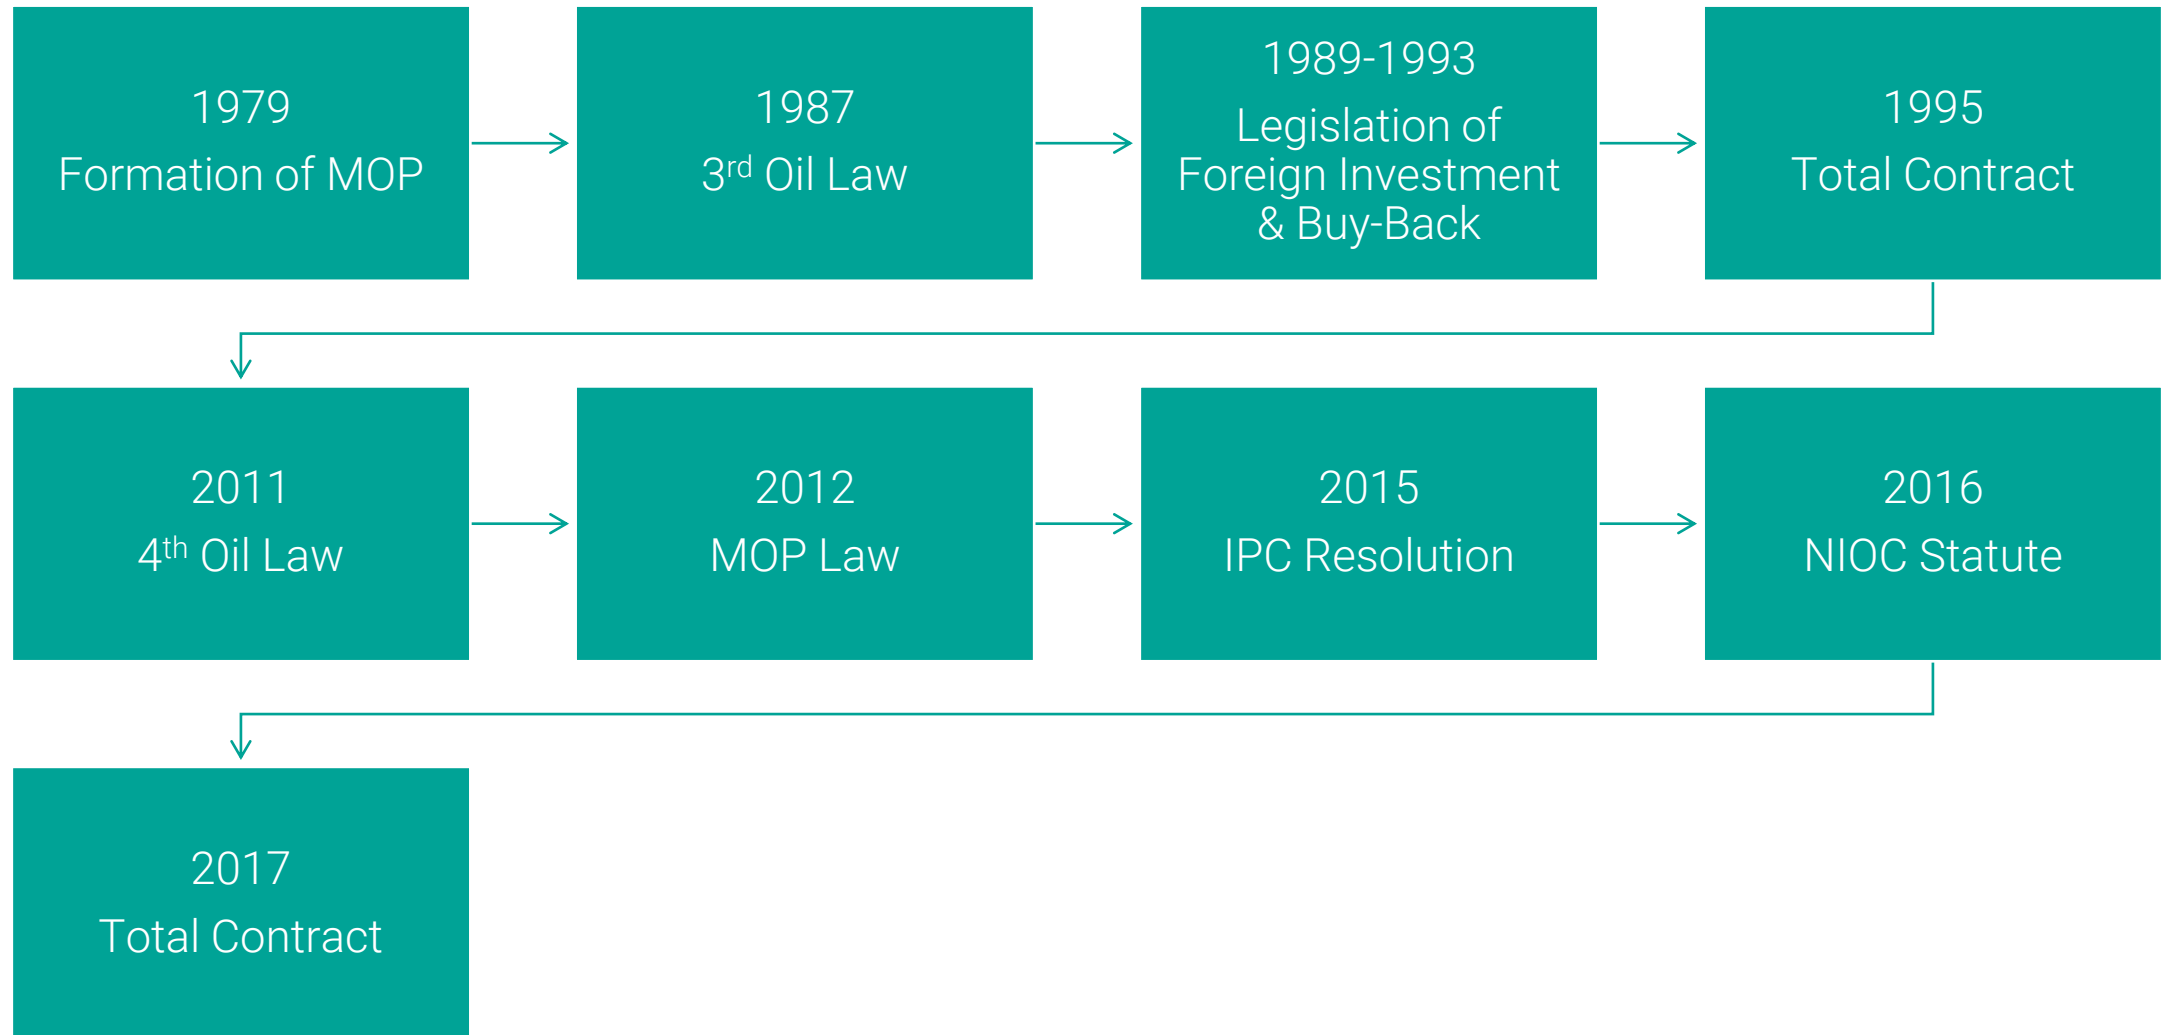 1979
Formation of MOP
1987
3rd Oil Law
1989-1993
Legislation of
Foreign Investment
& Buy-Back
1995
Total Contract
2011
4th Oil Law
2012
MOP Law
2015
IPC Resolution
2016
NIOC Statute
2017
Total Contract